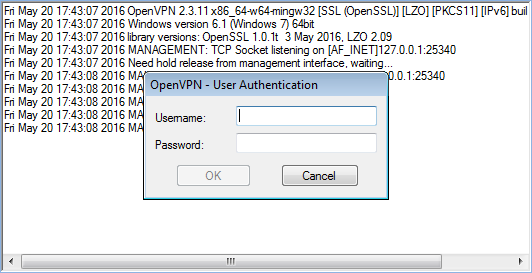 Fri May 20 17:43:07 2016 OpenVPN 2.3.11 x86_64-w64-mingw32 [SSL (OpenSSL)] [LZO] [PKCS11] [IPv6] buil
Fri May 20 17:43:07 2016 Windows version 6.1 (Windows 7) 64bit
Fri May 20 17:43:07 2016 library versions: OpenSSL 1.0.1t  3 May 2016, LZO 2.09
Fri May 20 17:43:07 2016 MANAGEMENT: TCP Socket listening on [AF_INET]127.0.0.1:25340
Fri May 20 17:43:07 2016 Need hold release from management interface, waiting...
Fri May 20 17:43:08 2016 MA 127.0.0.1:25340
Fri May 20 17:43:08 2016 MA
Fri May 20 17:43:08 2016 MA
Fri May 20 17:43:08 2016 MA
Fri May 20 17:43:08 2016 MA
OpenVPN - User Authentication
Username:
Password:
OK Cancel